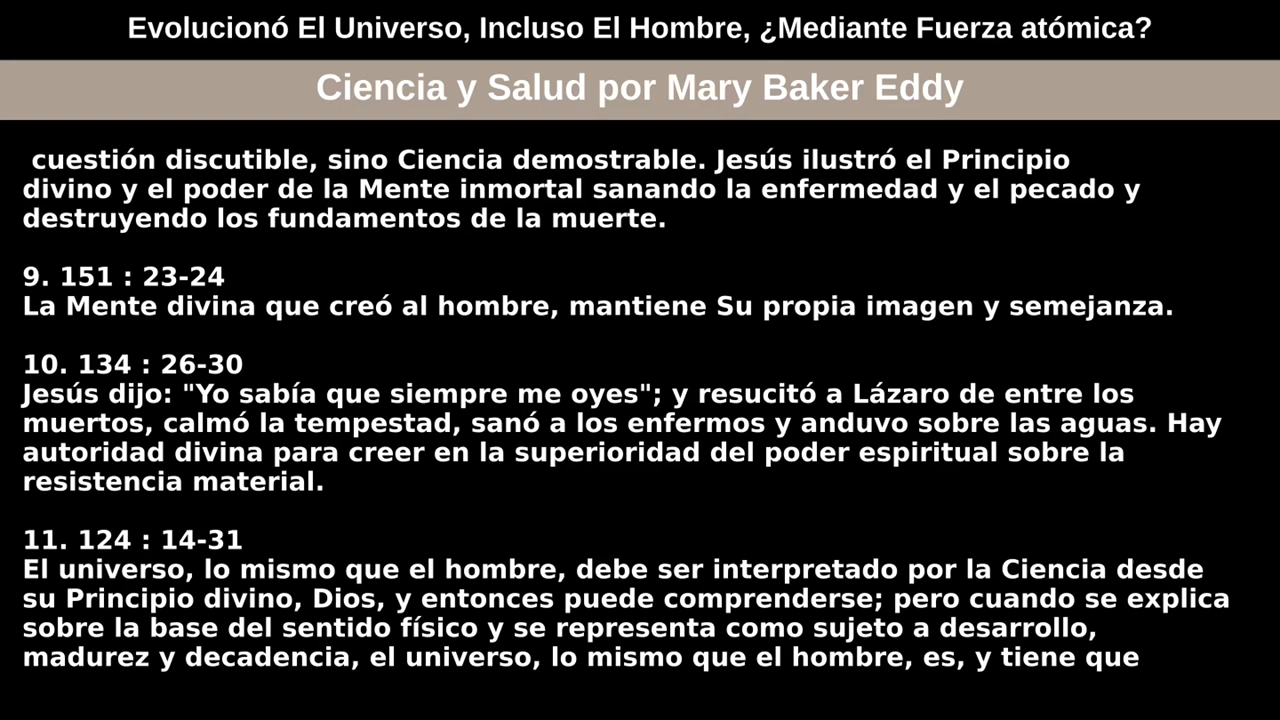 Evolucionó El Universo, Incluso El Hombre, ¿Mediante Fuerza atómica?
Ciencia y Salud por Mary Baker Eddy
cuestión discutible, sino Ciencia demostrable. Jesús ilustró el Principio
divino y el poder de la Mente inmortal sanando la enfermedad y el pecado y
destruyendo los fundamentos de la muerte.
9. 151 : 23-24
La Mente divina que creó al hombre, mantiene Su propia imagen y semejanza.
10. 134 : 26-30
Jesús dijo: "Yo sabía que siempre me oyes"; y resucitó a Lázaro de entre los
muertos, calmó la tempestad, sanó a los enfermos y anduvo sobre las aguas. Hay
autoridad divina para creer en la superioridad del poder espiritual sobre la
resistencia material.
11. 124 : 14-31
El universo, lo mismo que el hombre, debe ser interpretado por la Ciencia desde
su Principio divino, Dios, y entonces puede comprenderse; pero cuando se explica
sobre la base del sentido físico y se representa como sujeto a desarrollo,
madurez y decadencia, el universo, lo mismo que el hombre, es, y tiene que